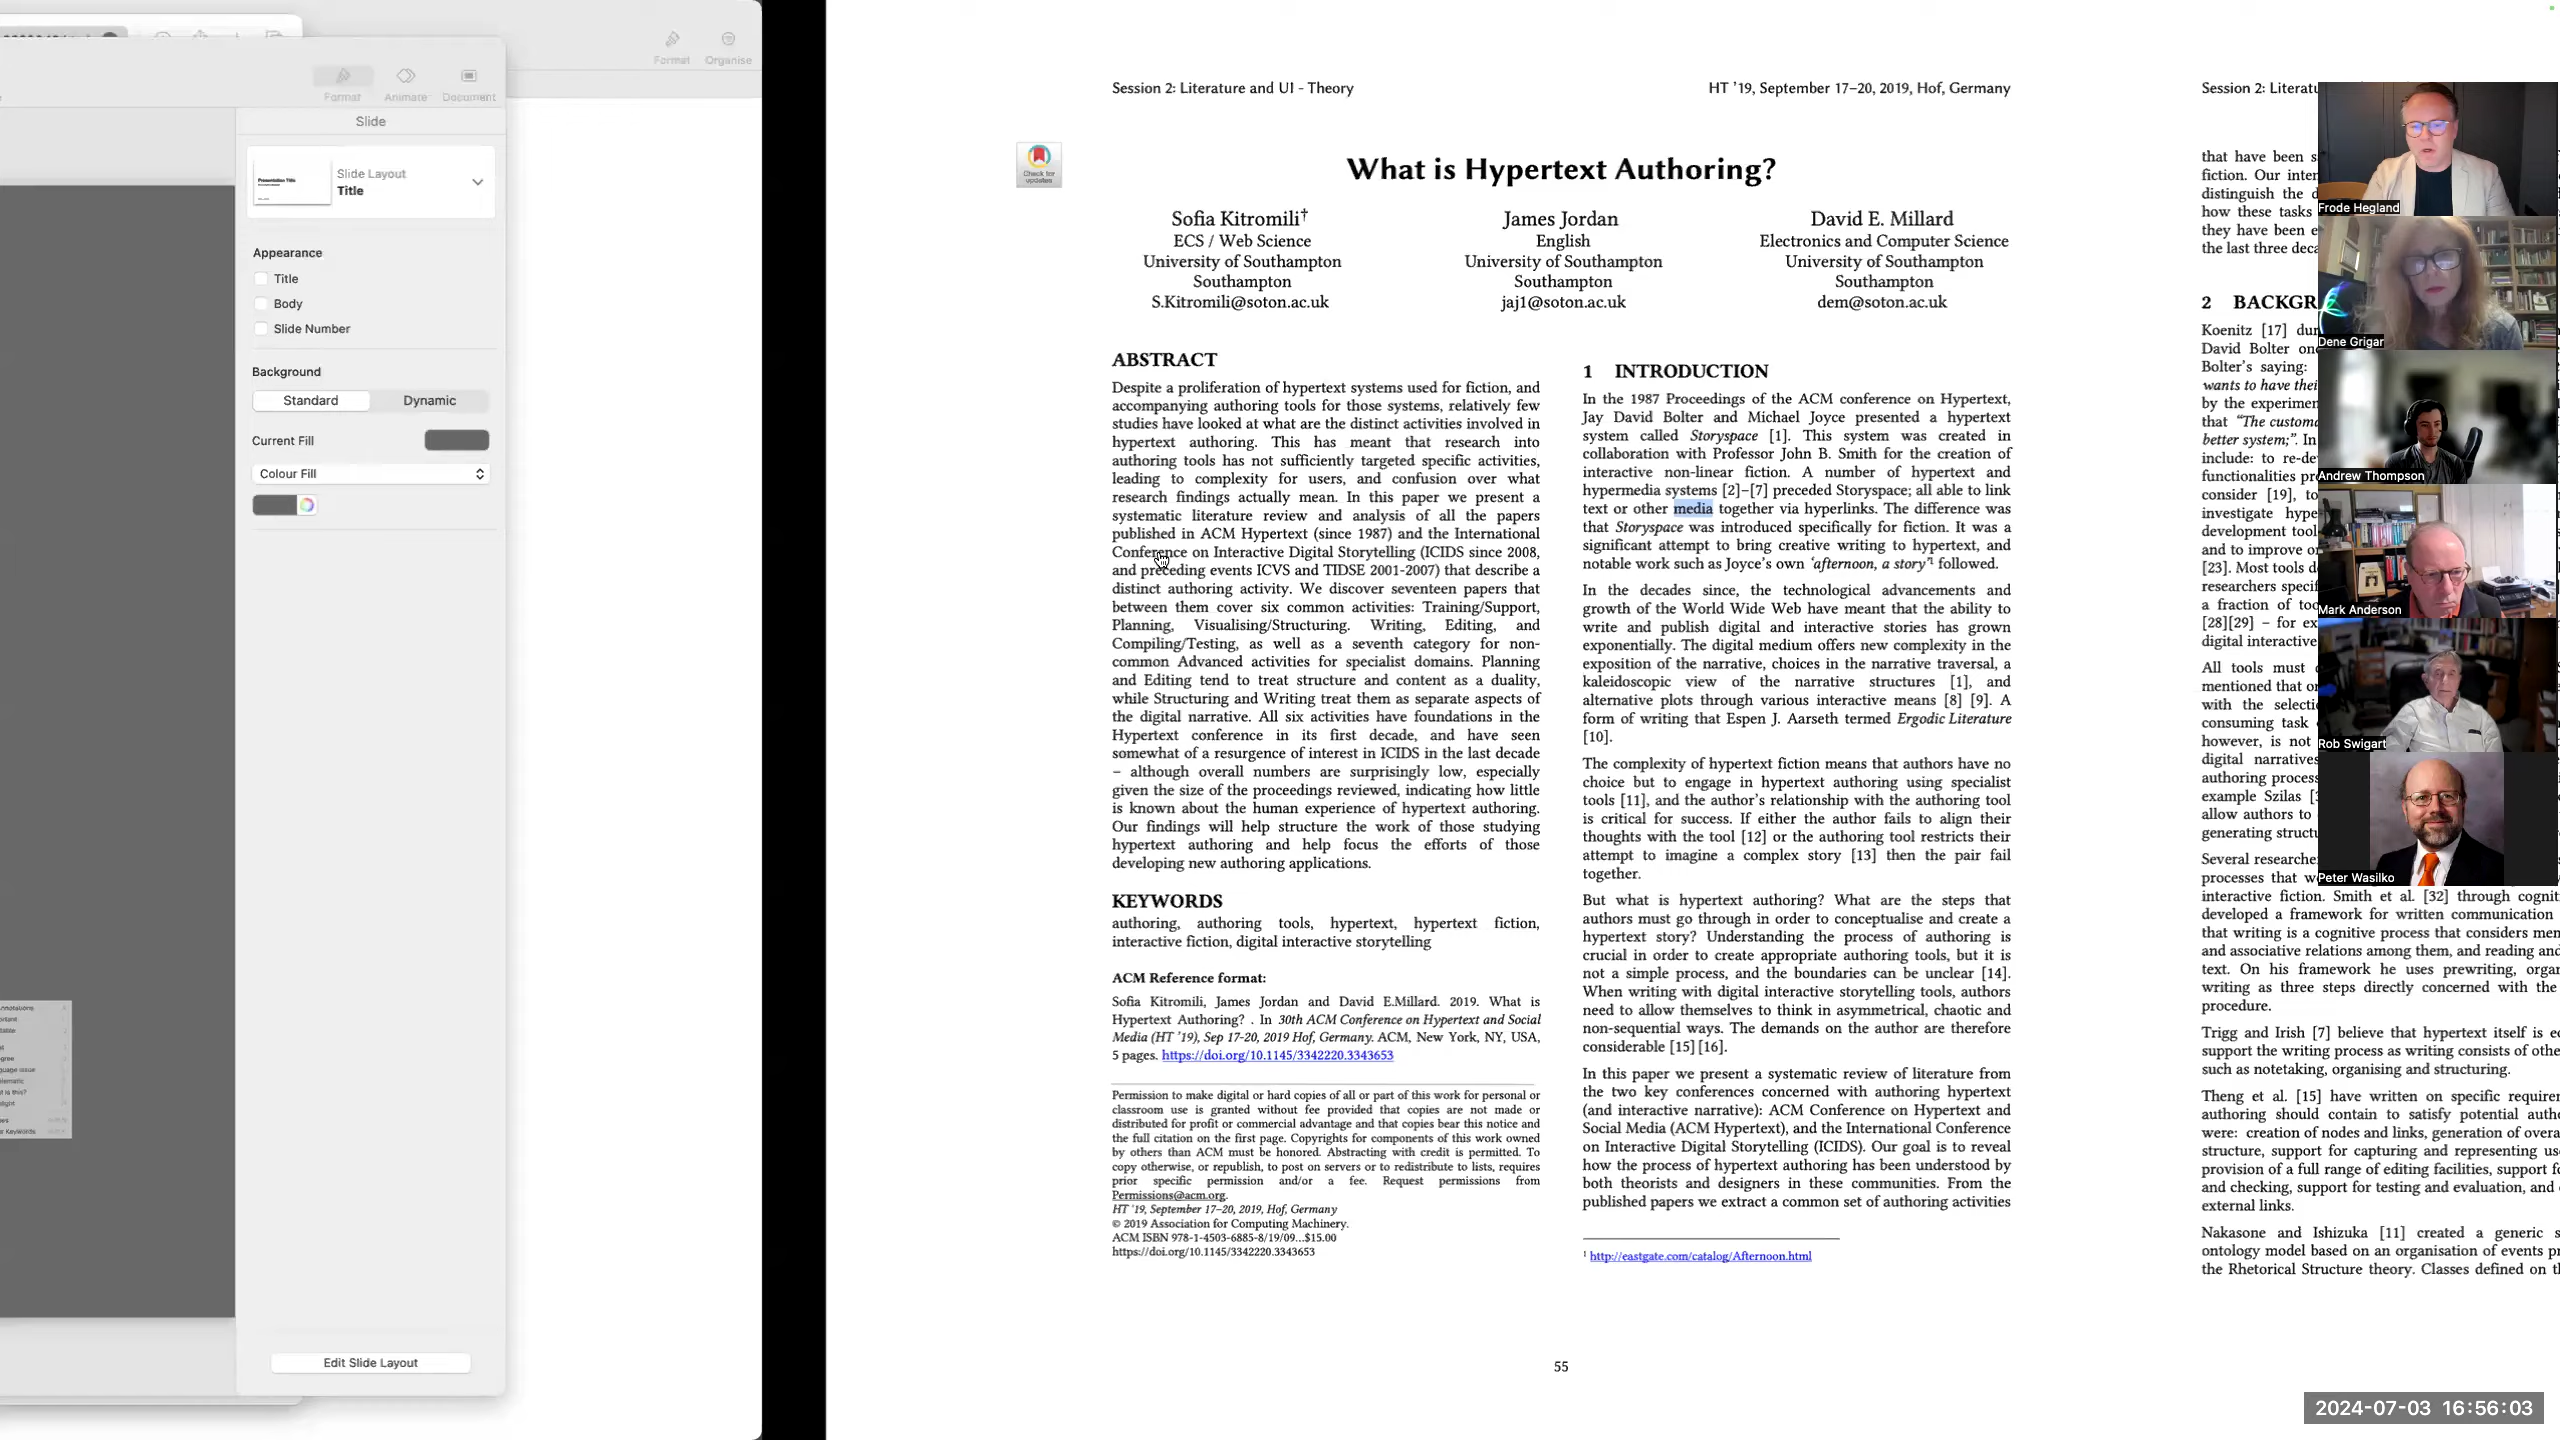 Format
Organise
Format
Animate
Document
Slide
Slide Layout
Title
Appearance
Title
Body
Slide Number
Background
Standard
Dynamic
Current Fill
Colour Fill
Edit Slide Layout
Session 2: Literature and UI - Theory
HT ’19, September 17–20, 2019, Hof, Germany
Check for
updates
What is Hypertext Authoring?
Sofia Kitromili†
ECS / Web Science
University of Southampton
Southampton
S.Kitromili@soton.ac.uk
James Jordan
English
University of Southampton
Southampton
jaj1@soton.ac.uk
David E. Millard
Electronics and Computer Science
University of Southampton
Southampton
dem@soton.ac.uk
ABSTRACT
Despite a proliferation of hypertext systems used for fiction, and
accompanying authoring tools for those systems, relatively few
studies have looked at what are the distinct activities involved in
hypertext authoring. This has meant that research into
authoring tools has not sufficiently targeted specific activities,
leading to complexity for users, and confusion over what
research findings actually mean. In this paper we present a
systematic literature review and analysis of all the papers
published in ACM Hypertext (since 1987) and the International
Conference on Interactive Digital Storytelling (ICIDS since 2008,
and preceding events ICVS and TIDSE 2001-2007) that describe a
distinct authoring activity. We discover seventeen papers that
between them cover six common activities: Training/Support,
Planning, Visualising/Structuring. Writing, Editing, and
Compiling/Testing, as well as a seventh category for non-
common Advanced activities for specialist domains. Planning
and Editing tend to treat structure and content as a duality,
while Structuring and Writing treat them as separate aspects of
the digital narrative. All six activities have foundations in the
Hypertext conference in its first decade, and have seen
somewhat of a resurgence of interest in ICIDS in the last decade
– although overall numbers are surprisingly low, especially
given the size of the proceedings reviewed, indicating how little
is known about the human experience of hypertext authoring.
Our findings will help structure the work of those studying
hypertext authoring and help focus the efforts of those
developing new authoring applications.
KEYWORDS
authoring, authoring tools, hypertext, hypertext fiction,
interactive fiction, digital interactive storytelling
ACM Reference format:
Sofia Kitromili, James Jordan and David E.Millard. 2019. What is
Hypertext Authoring? . In 30th ACM Conference on Hypertext and Social
Media (HT ’19), Sep 17-20, 2019 Hof, Germany. ACM, New York, NY, USA,
5 pages. https://doi.org/10.1145/3342220.3343653
Permission to make digital or hard copies of all or part of this work for personal or
classroom use is granted without fee provided that copies are not made or
distributed for profit or commercial advantage and that copies bear this notice and
the full citation on the first page. Copyrights for components of this work owned
by others than ACM must be honored. Abstracting with credit is permitted. To
copy otherwise, or republish, to post on servers or to redistribute to lists, requires
prior specific permission and/or a fee. Request permissions from
Permissions@acm.org.
HT ’19, September 17–20, 2019, Hof, Germany
© 2019 Association for Computing Machinery.
ACM ISBN 978-1-4503-6885-8/19/09...$15.00
https://doi.org/10.1145/3342220.3343653
1 INTRODUCTION
In the 1987 Proceedings of the ACM conference on Hypertext,
Jay David Bolter and Michael Joyce presented a hypertext
system called Storyspace [1]. This system was created in
collaboration with Professor John B. Smith for the creation of
interactive non-linear fiction. A number of hypertext and
hypermedia systems [2]–[7] preceded Storyspace; all able to link
text or other media together via hyperlinks. The difference was
that Storyspace was introduced specifically for fiction. It was a
significant attempt to bring creative writing to hypertext, and
notable work such as Joyce’s own ‘afternoon, a story’¹ followed.
In the decades since, the technological advancements and
growth of the World Wide Web have meant that the ability to
write and publish digital and interactive stories has grown
exponentially. The digital medium offers new complexity in the
exposition of the narrative, choices in the narrative traversal, a
kaleidoscopic view of the narrative structures [1], and
alternative plots through various interactive means [8] [9]. A
form of writing that Espen J. Aarseth termed Ergodic Literature
[10].
The complexity of hypertext fiction means that authors have no
choice but to engage in hypertext authoring using specialist
tools [11], and the author’s relationship with the authoring tool
is critical for success. If either the author fails to align their
thoughts with the tool [12] or the authoring tool restricts their
attempt to imagine a complex story [13] then the pair fail
together.
But what is hypertext authoring? What are the steps that
authors must go through in order to conceptualise and create a
hypertext story? Understanding the process of authoring is
crucial in order to create appropriate authoring tools, but it is
not a simple process, and the boundaries can be unclear [14].
When writing with digital interactive storytelling tools, authors
need to allow themselves to think in asymmetrical, chaotic and
non-sequential ways. The demands on the author are therefore
considerable [15] [16].
In this paper we present a systematic review of literature from
the two key conferences concerned with authoring hypertext
(and interactive narrative): ACM Conference on Hypertext and
Social Media (ACM Hypertext), and the International Conference
on Interactive Digital Storytelling (ICIDS). Our goal is to reveal
how the process of hypertext authoring has been understood by
both theorists and designers in these communities. From the
published papers we extract a common set of authoring activities
¹ http://eastgate.com/catalog/Afternoon.html
55
Session 2: Literatu
that have been s
fiction. Our inten
distinguish the d
how these tasks
they have been e
the last three deca
2 BACKGR
Koenitz [17] dur
David Bolter on
Bolter’s saying:
wants to have thei
by the experimen
that “The custom
better system;”. In
include: to re-de
functionalities pr
consider [19], to
investigate hype
development tool
and to improve or
[23]. Most tools d
researchers specif
a fraction of too
[28][29] – for ex
digital interactive
All tools must
mentioned that or
with the selecti
consuming task
however, is not
digital narratives
authoring process
example Szilas [3
allow authors to
generating structu
Several researche
processes that w
interactive fiction. Smith et al. [32] through cognit
developed a framework for written communication
that writing is a cognitive process that considers men
and associative relations among them, and reading and
text. On his framework he uses prewriting, organ
writing as three steps directly concerned with the
procedure.
Trigg and Irish [7] believe that hypertext itself is eq
support the writing process as writing consists of othe
such as notetaking, organising and structuring.
Theng et al. [15] have written on specific requiren
authoring should contain to satisfy potential autho
were: creation of nodes and links, generation of overa
structure, support for capturing and representing use
provision of a full range of editing facilities, support fo
and checking, support for testing and evaluation, and
external links.
Nakasone and Ishizuka [11] created a generic s
ontology model based on an organisation of events pr
the Rhetorical Structure theory. Classes defined on th
Frode Hegland
Dene Grigar
Andrew Thompson
Mark Anderson
Rob Swigart
Peter Wasilko
2024-07-03 16:56:03